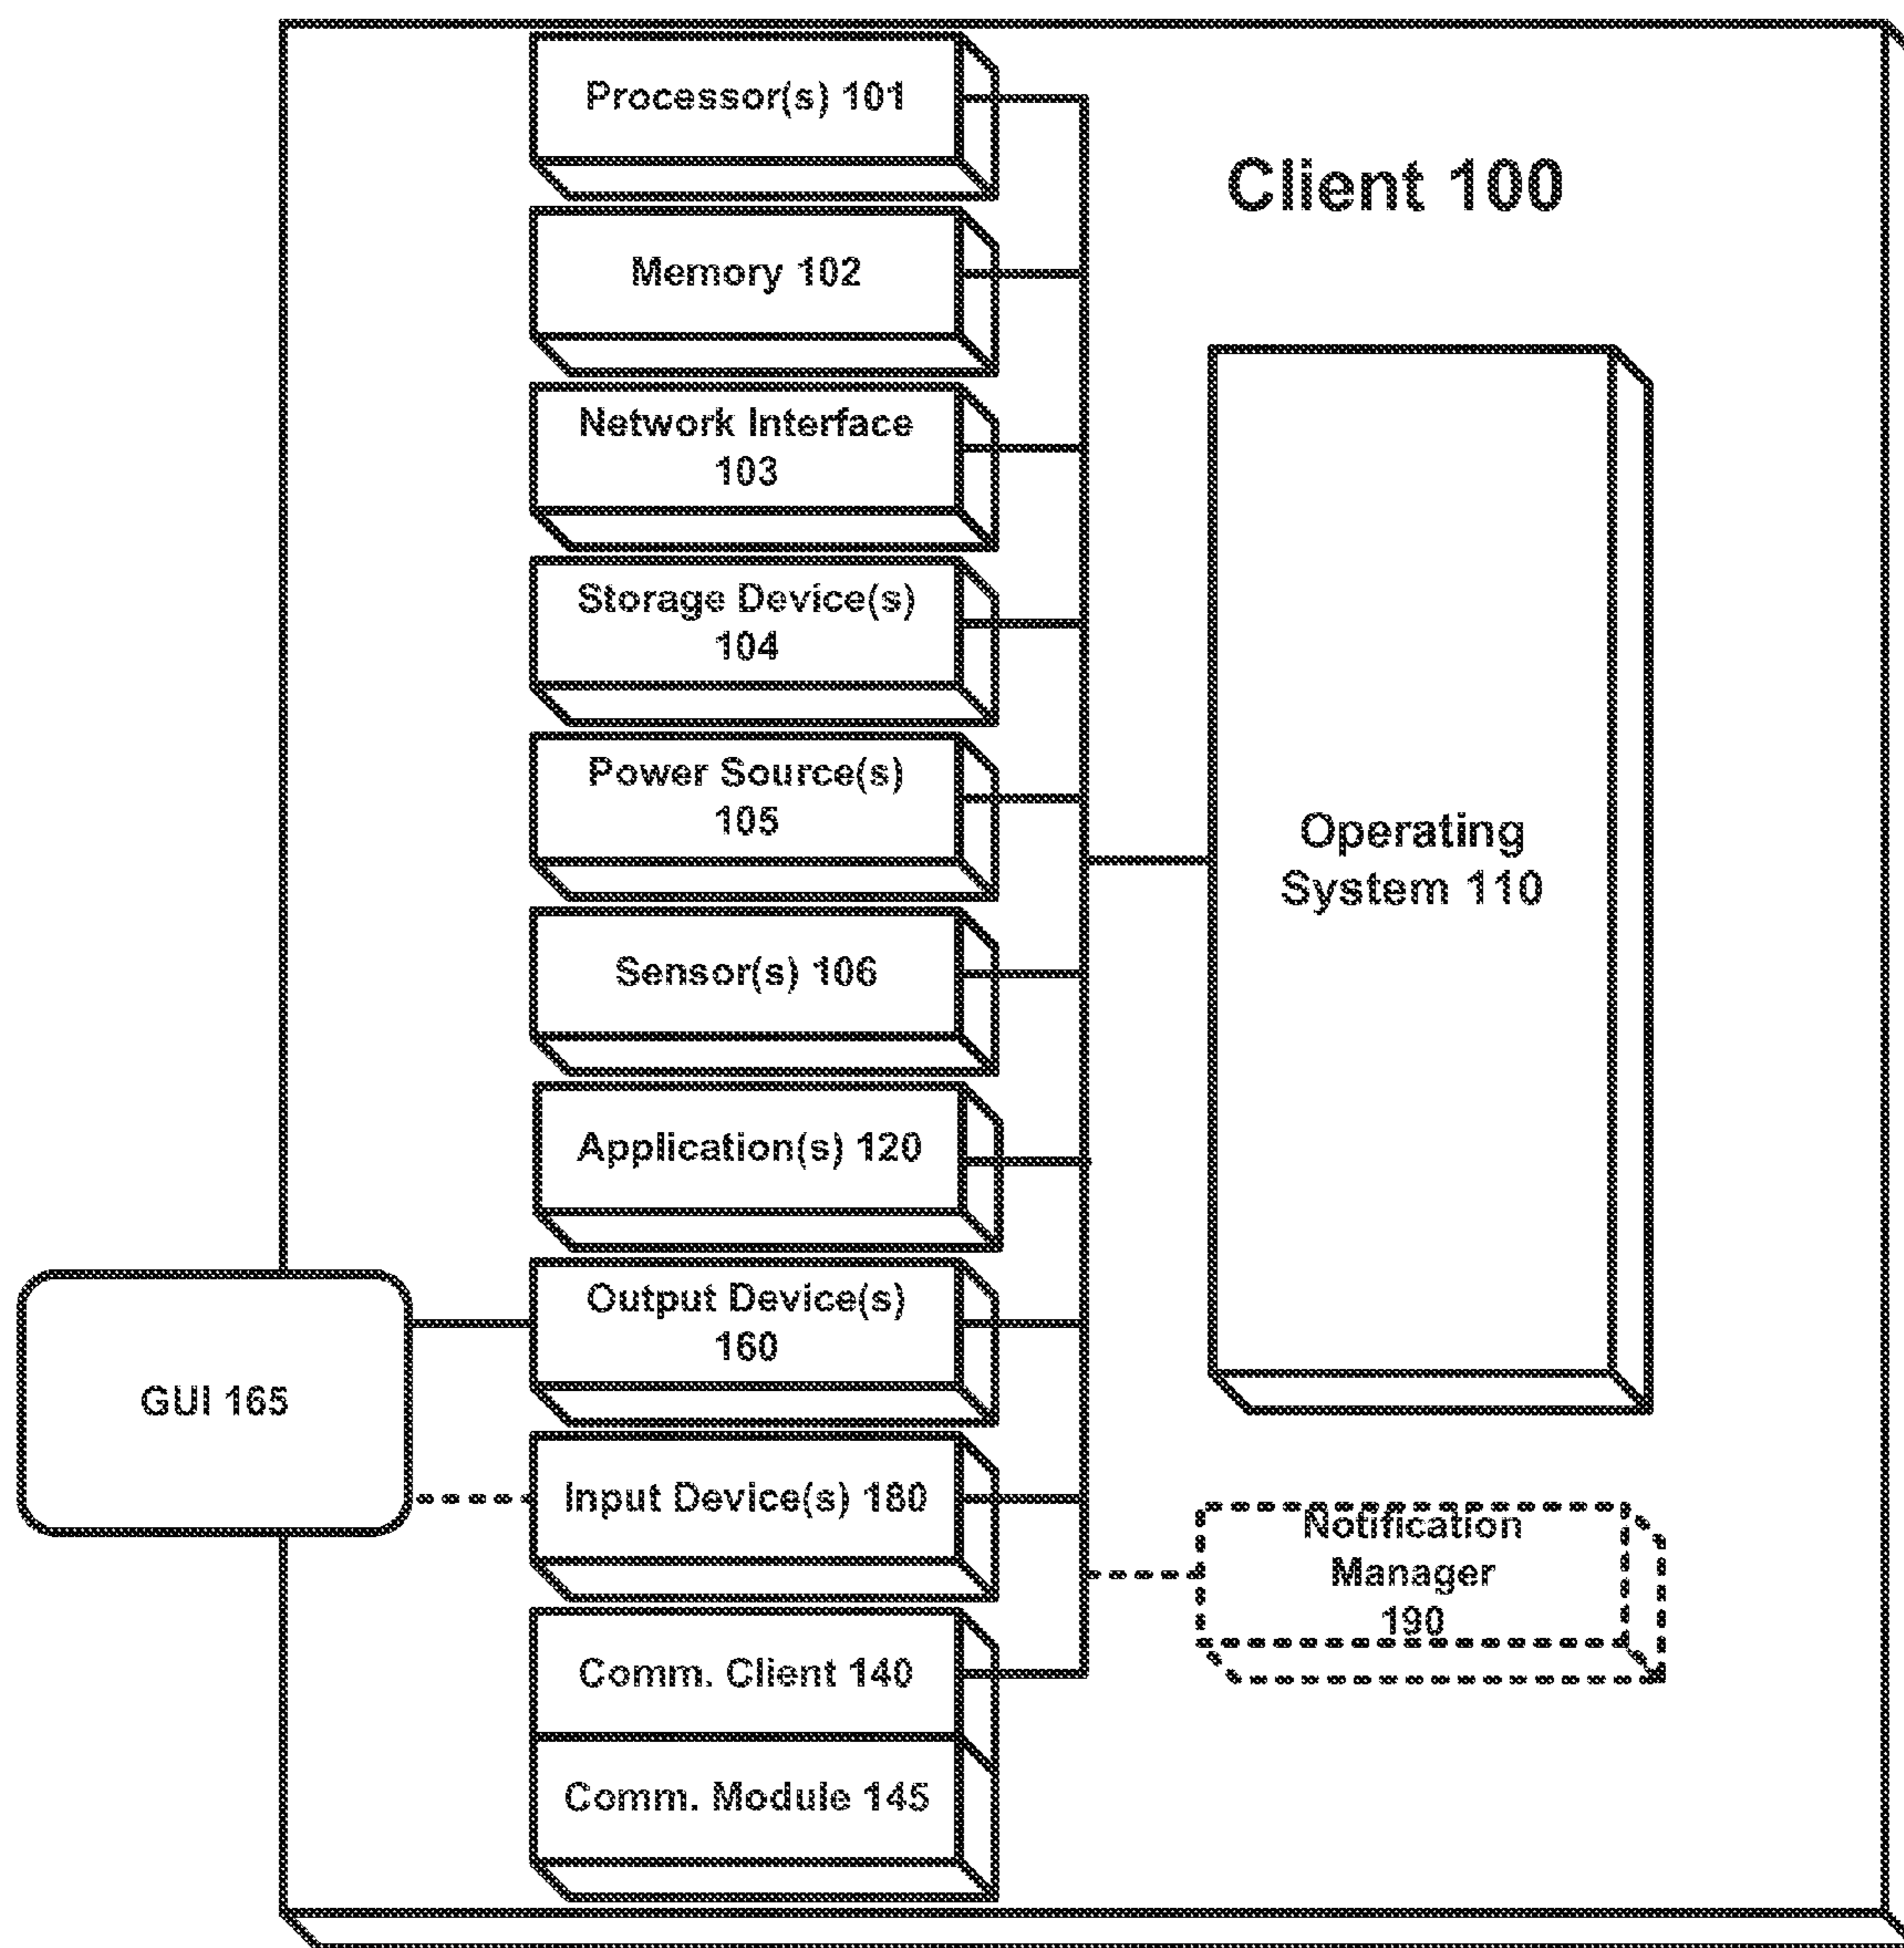 Processor(s) 101
Client 100
Memory 102
Network Interface
103
Storage Device(s)
104
Power Source(s)
105
Operating
System 110
Sensor(s) 106
Application(s) 120
Output Device(s)
160
GUI 165
Input Device(s) 180
Notification
Manager
190
Comm. Client 140
Comm. Module 145